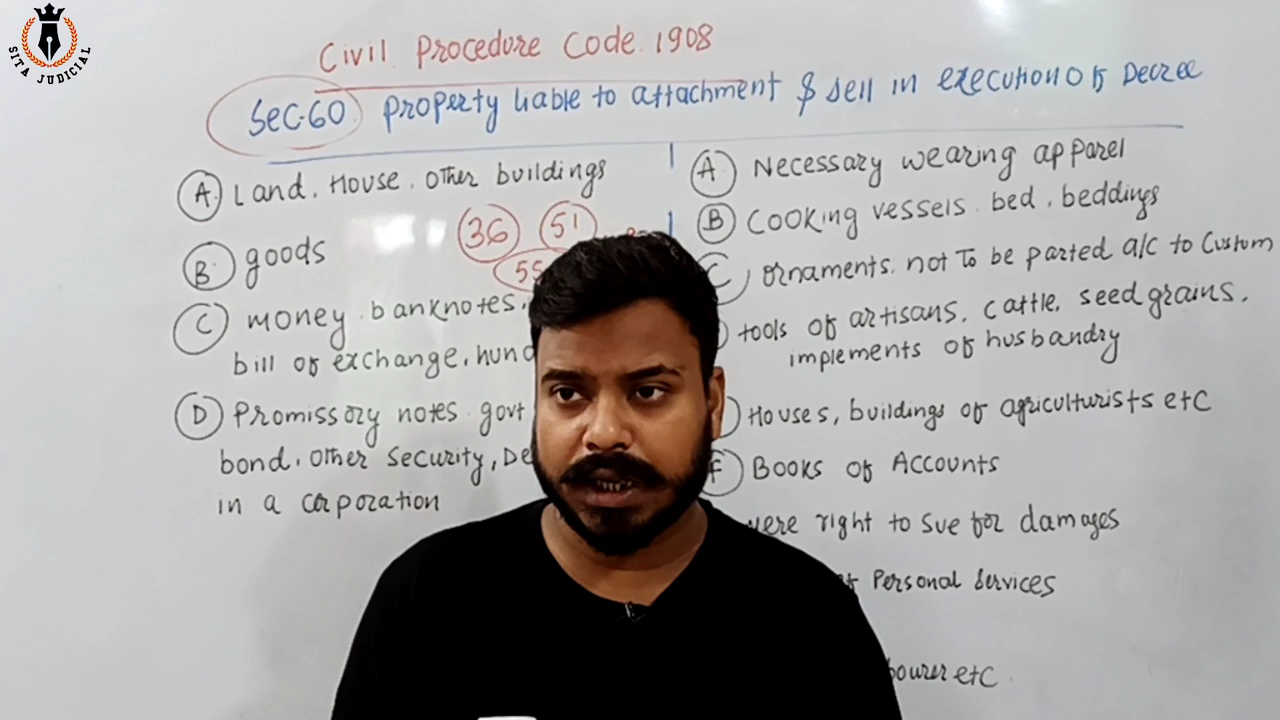 SITA JUDICIAL
Civil Procedure Code 1908
Sec.60 Property liable to attachment & sell in execution of Decree
A. Land, House, other buildings
B. goods
36 51
55
C money banknotes,
bill of exchange, hun
D Promissory notes govt
bond, other security, De
in a corporation
A Necessary wearing apparel
B Cooking vessels, bed, beddings
C ornaments, not To be parted a/c to Custom
tools of artisans, cattle, seed grains,
implements of husbandry
Houses, buildings of agriculturists etc
F Books of Accounts
right to sue for damages
Personal Services
bourer etc